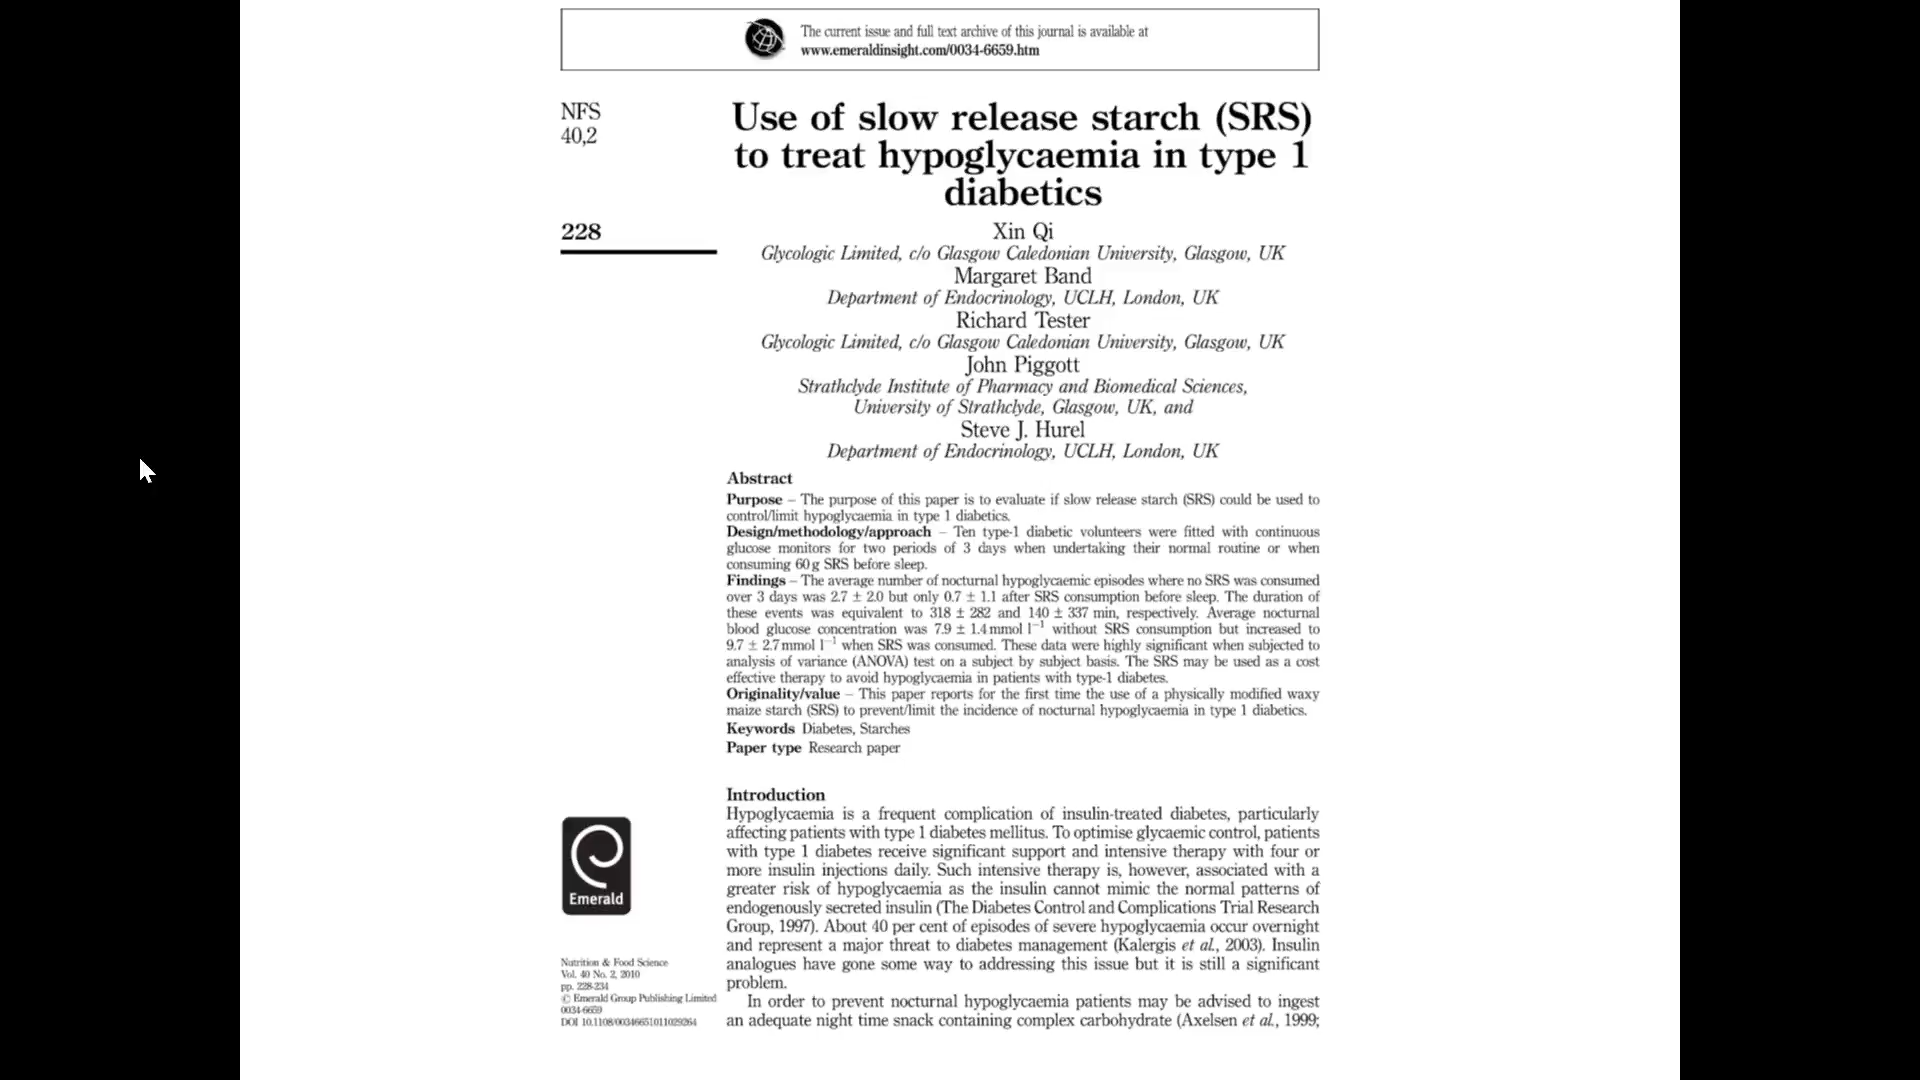 The current issue and full text archive of this journal is available at
www.emeraldinsight.com/0034-6659.htm
NFS
40,2
228
Use of slow release starch (SRS)
to treat hypoglycaemia in type 1
diabetics
Xin Qi
Glycologic Limited, c/o Glasgow Caledonian University, Glasgow, UK
Margaret Band
Department of Endocrinology, UCLH, London, UK
Richard Tester
Glycologic Limited, c/o Glasgow Caledonian University, Glasgow, UK
John Piggott
Strathclyde Institute of Pharmacy and Biomedical Sciences,
University of Strathclyde, Glasgow, UK, and
Steve J. Hurel
Department of Endocrinology, UCLH, London, UK
Abstract
Purpose – The purpose of this paper is to evaluate if slow release starch (SRS) could be used to
control/limit hypoglycaemia in type 1 diabetics.
Design/methodology/approach – Ten type-1 diabetic volunteers were fitted with continuous
glucose monitors for two periods of 3 days when undertaking their normal routine or when
consuming 60 g SRS before sleep.
Findings – The average number of nocturnal hypoglycaemic episodes where no SRS was consumed
over 3 days was 2.7 ± 2.0 but only 0.7 ± 1.1 after SRS consumption before sleep. The duration of
these events was equivalent to 318 ± 282 and 140 ± 337 min, respectively. Average nocturnal
blood glucose concentration was 7.9 ± 1.4 mmol l⁻¹ without SRS consumption but increased to
9.7 ± 2.7 mmol l⁻¹ when SRS was consumed. These data were highly significant when subjected to
analysis of variance (ANOVA) test on a subject by subject basis. The SRS may be used as a cost
effective therapy to avoid hypoglycaemia in patients with type-1 diabetes.
Originality/value – This paper reports for the first time the use of a physically modified waxy
maize starch (SRS) to prevent/limit the incidence of nocturnal hypoglycaemia in type 1 diabetics.
Keywords Diabetes, Starches
Paper type Research paper
Introduction
Hypoglycaemia is a frequent complication of insulin-treated diabetes, particularly
affecting patients with type 1 diabetes mellitus. To optimise glycaemic control, patients
with type 1 diabetes receive significant support and intensive therapy with four or
more insulin injections daily. Such intensive therapy is, however, associated with a
greater risk of hypoglycaemia as the insulin cannot mimic the normal patterns of
endogenously secreted insulin (The Diabetes Control and Complications Trial Research
Group, 1997). About 40 per cent of episodes of severe hypoglycaemia occur overnight
and represent a major threat to diabetes management (Kalergis et al., 2003). Insulin
analogues have gone some way to addressing this issue but it is still a significant
problem.
In order to prevent nocturnal hypoglycaemia patients may be advised to ingest
an adequate night time snack containing complex carbohydrate (Axelsen et al., 1999;
Emerald
Nutrition & Food Science
Vol. 40 No. 2, 2010
pp. 228-234
© Emerald Group Publishing Limited
0034-6659
DOI 10.1108/00346651011029264